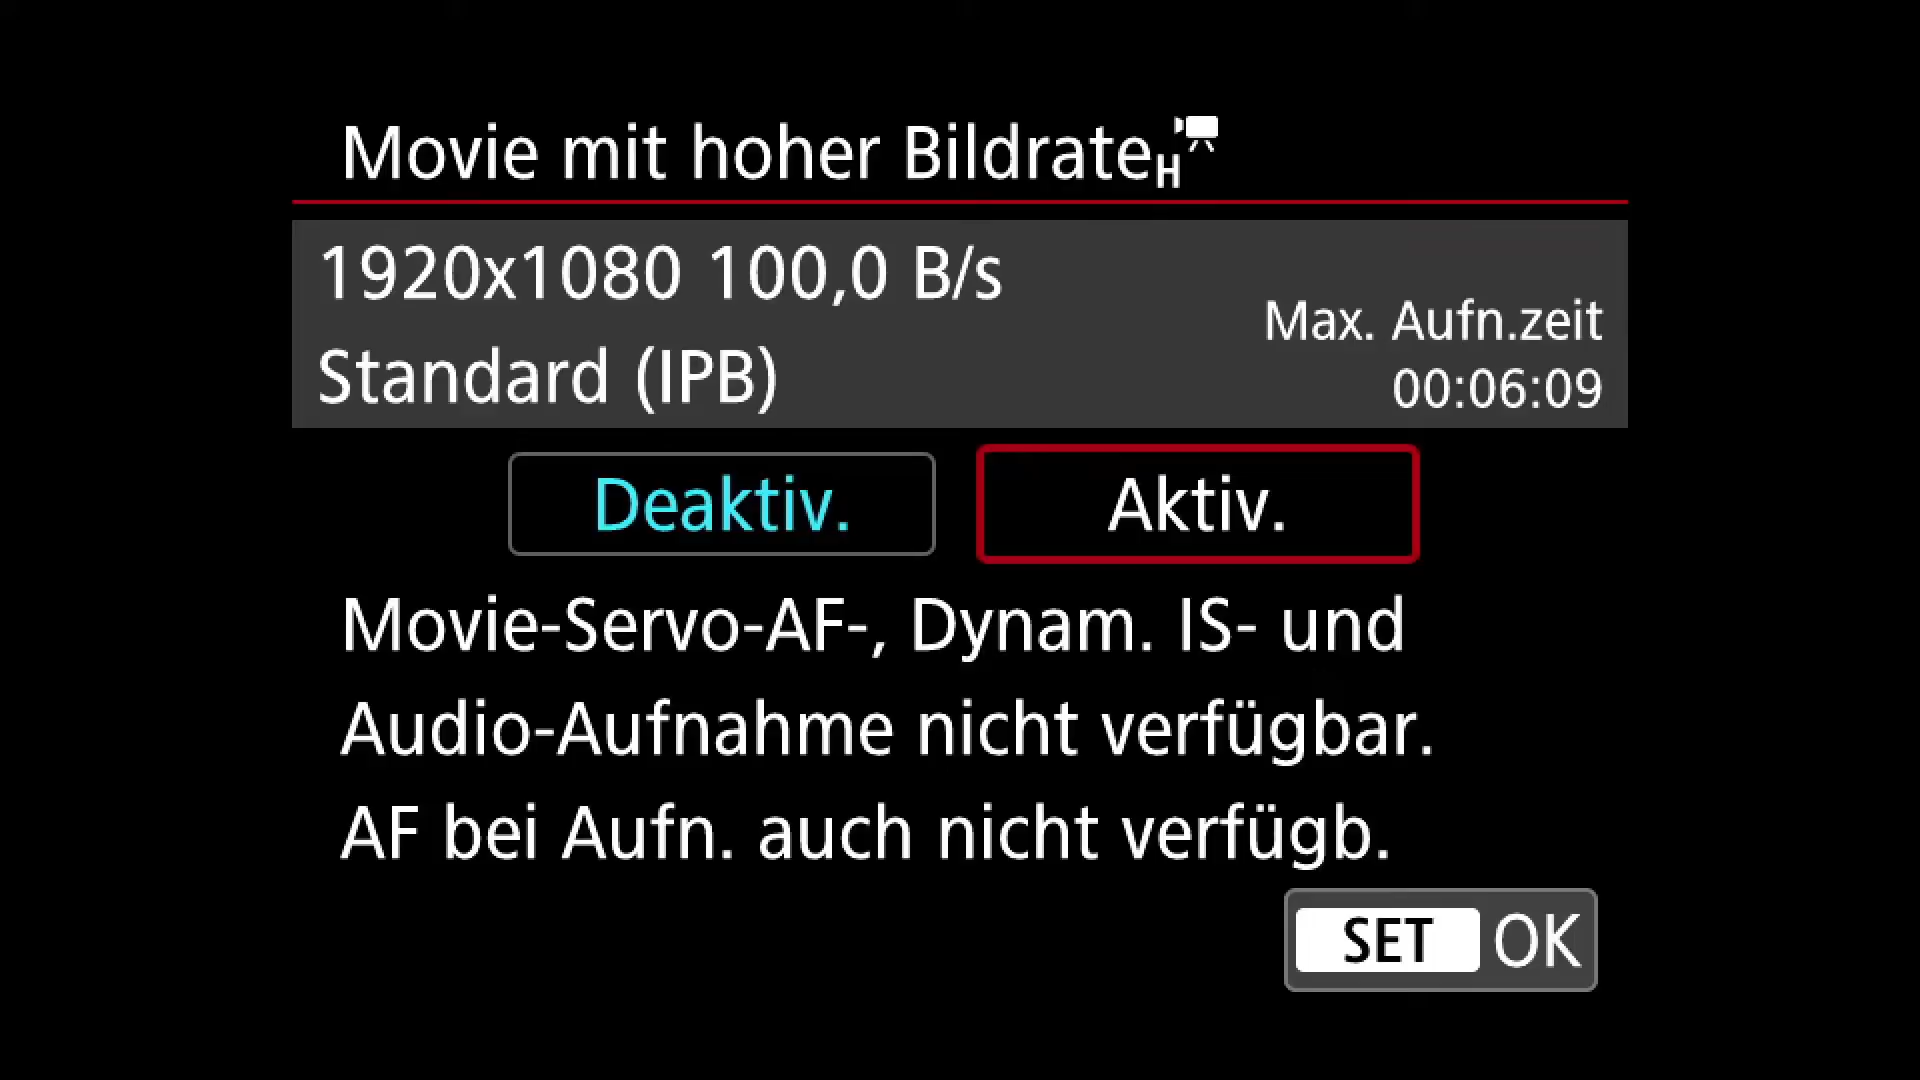 Movie mit hoher BildrateH
1920x1080 100,0 B/s
Standard (IPB)
Max. Aufn.zeit
00:06:09
Deaktiv.
Aktiv.
Movie-Servo-AF-, Dynam. IS- und
Audio-Aufnahme nicht verfügbar.
AF bei Aufn. auch nicht verfügb.
SET OK